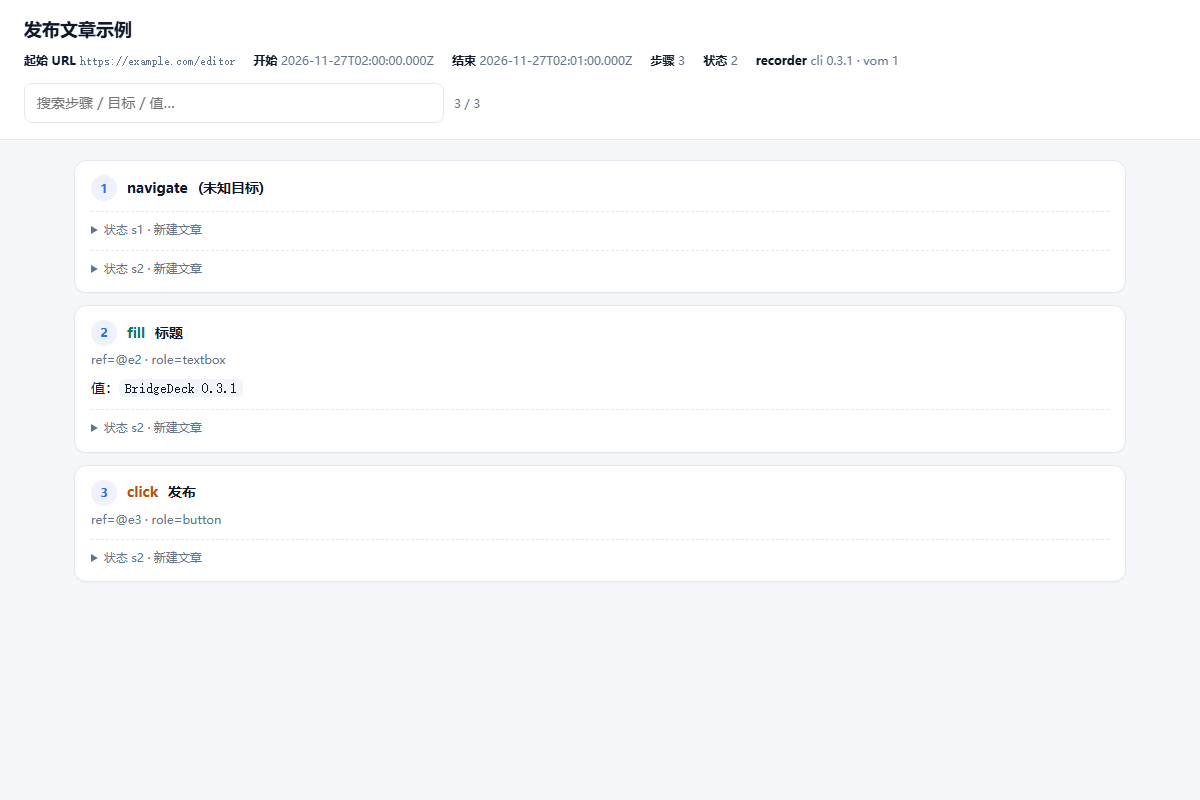 发布文章示例
起始 URL https://example.com/editor 开始 2026-11-27T02:00:00.000Z 结束 2026-11-27T02:01:00.000Z 步骤 3 状态 2 recorder cli 0.3.1 · vom 1
搜索步骤 / 目标 / 值... 3 / 3
1 navigate (未知目标)
▶ 状态 s1 · 新建文章
▶ 状态 s2 · 新建文章
2 fill 标题
ref=@e2 · role=textbox
值: BridgeDeck 0.3.1
▶ 状态 s2 · 新建文章
3 click 发布
ref=@e3 · role=button
▶ 状态 s2 · 新建文章